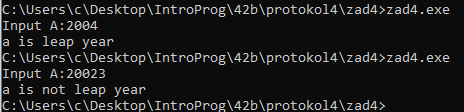 C:\Users\c\Desktop\IntroProg\42b\protokol4\zad4>zad4.exe
Input A:2004
a is leap year
C:\Users\c\Desktop\IntroProg\42b\protokol4\zad4>zad4.exe
Input A:20023
a is not leap year
C:\Users\c\Desktop\IntroProg\42b\protokol4\zad4>